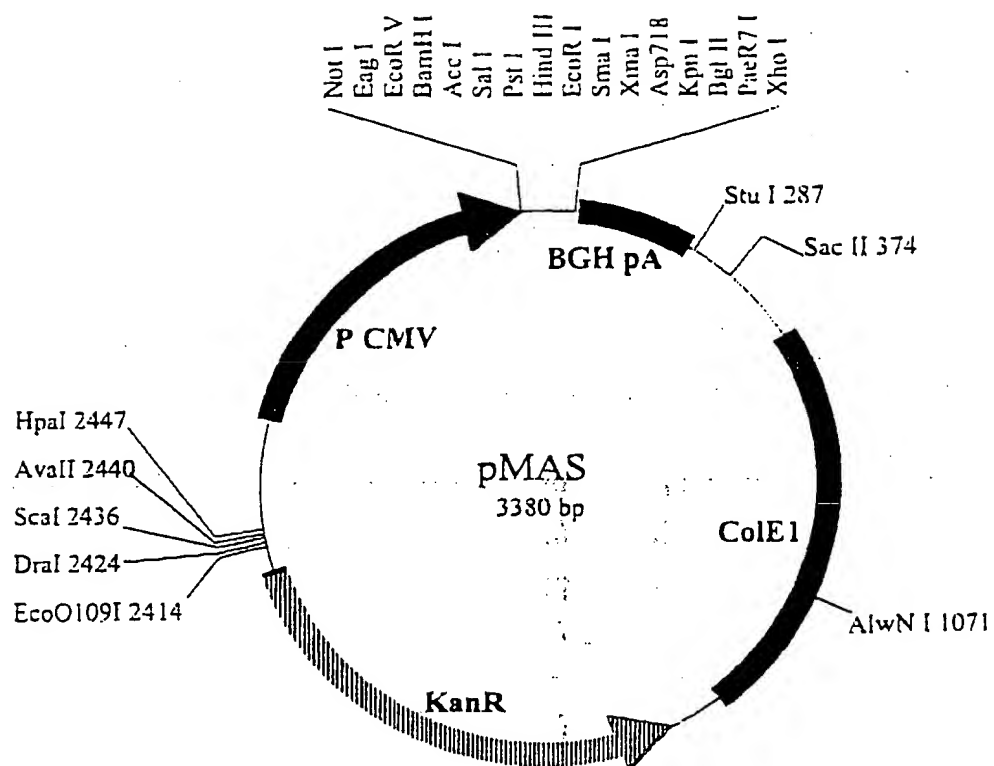 Not I
Eag I
EcoR V
BamH I
Acc I
Sal I
Pst I
Hind III
EcoR I
Sma I
Xma I
Asp718
Kpn I
Bgl II
PaeR7 I
Xho I
Stu I 287
Sac II 374
BGH pA
P CMV
HpaI 2447
AvaII 2440
ScaI 2436
DraI 2424
EcoO109I 2414
pMAS
3380 bp
ColE1
AlwN I 1071
KanR